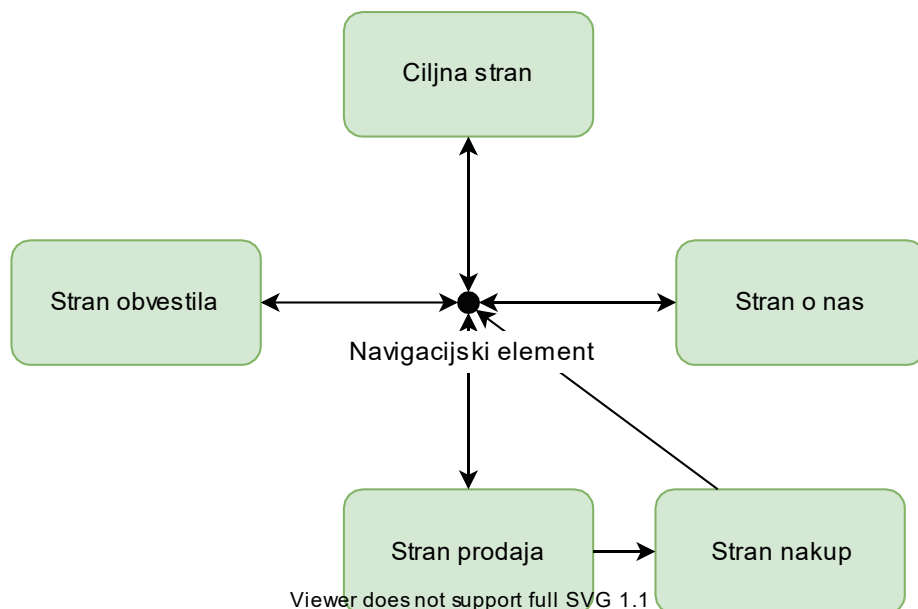 Ciljna stran
Stran obvestila
Stran o nas
Navigacijski element
Stran prodaja
Stran nakup
Viewer does not support full SVG 1.1